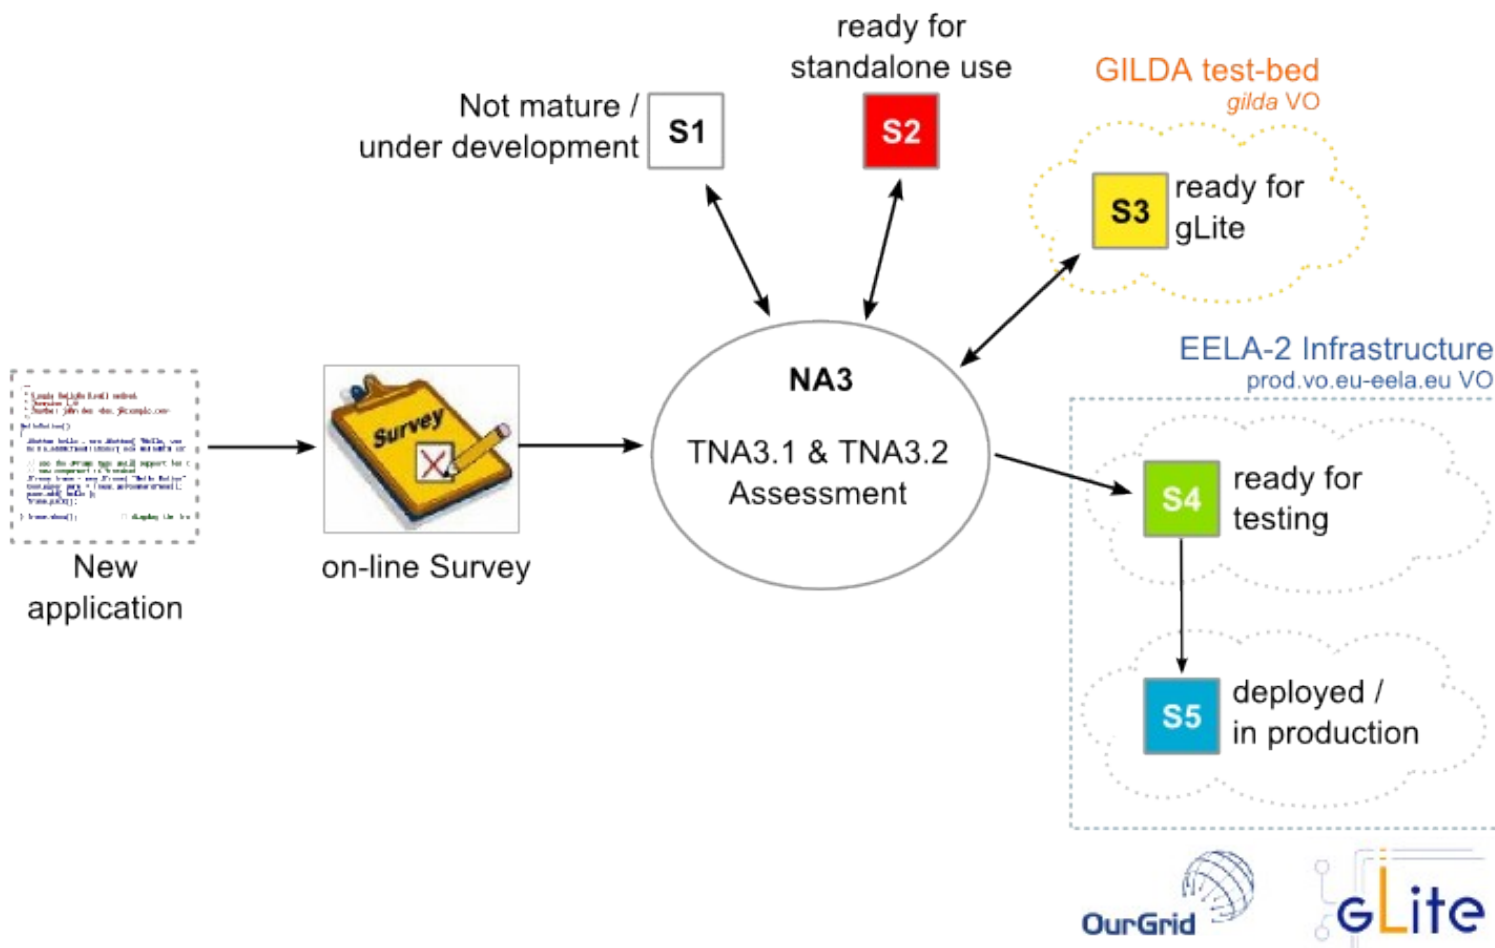 ready for
standalone use
GILDA test-bed
gilda VO
Not mature /
under development
S1
S2
S3
ready for
gLite
EELA-2 Infrastructure
prod.vo.eu-eela.eu VO
NA3
TNA3.1 & TNA3.2
Assessment
Survey
New
application
on-line Survey
S4
ready for
testing
S5
deployed /
in production
OurGrid
gLite